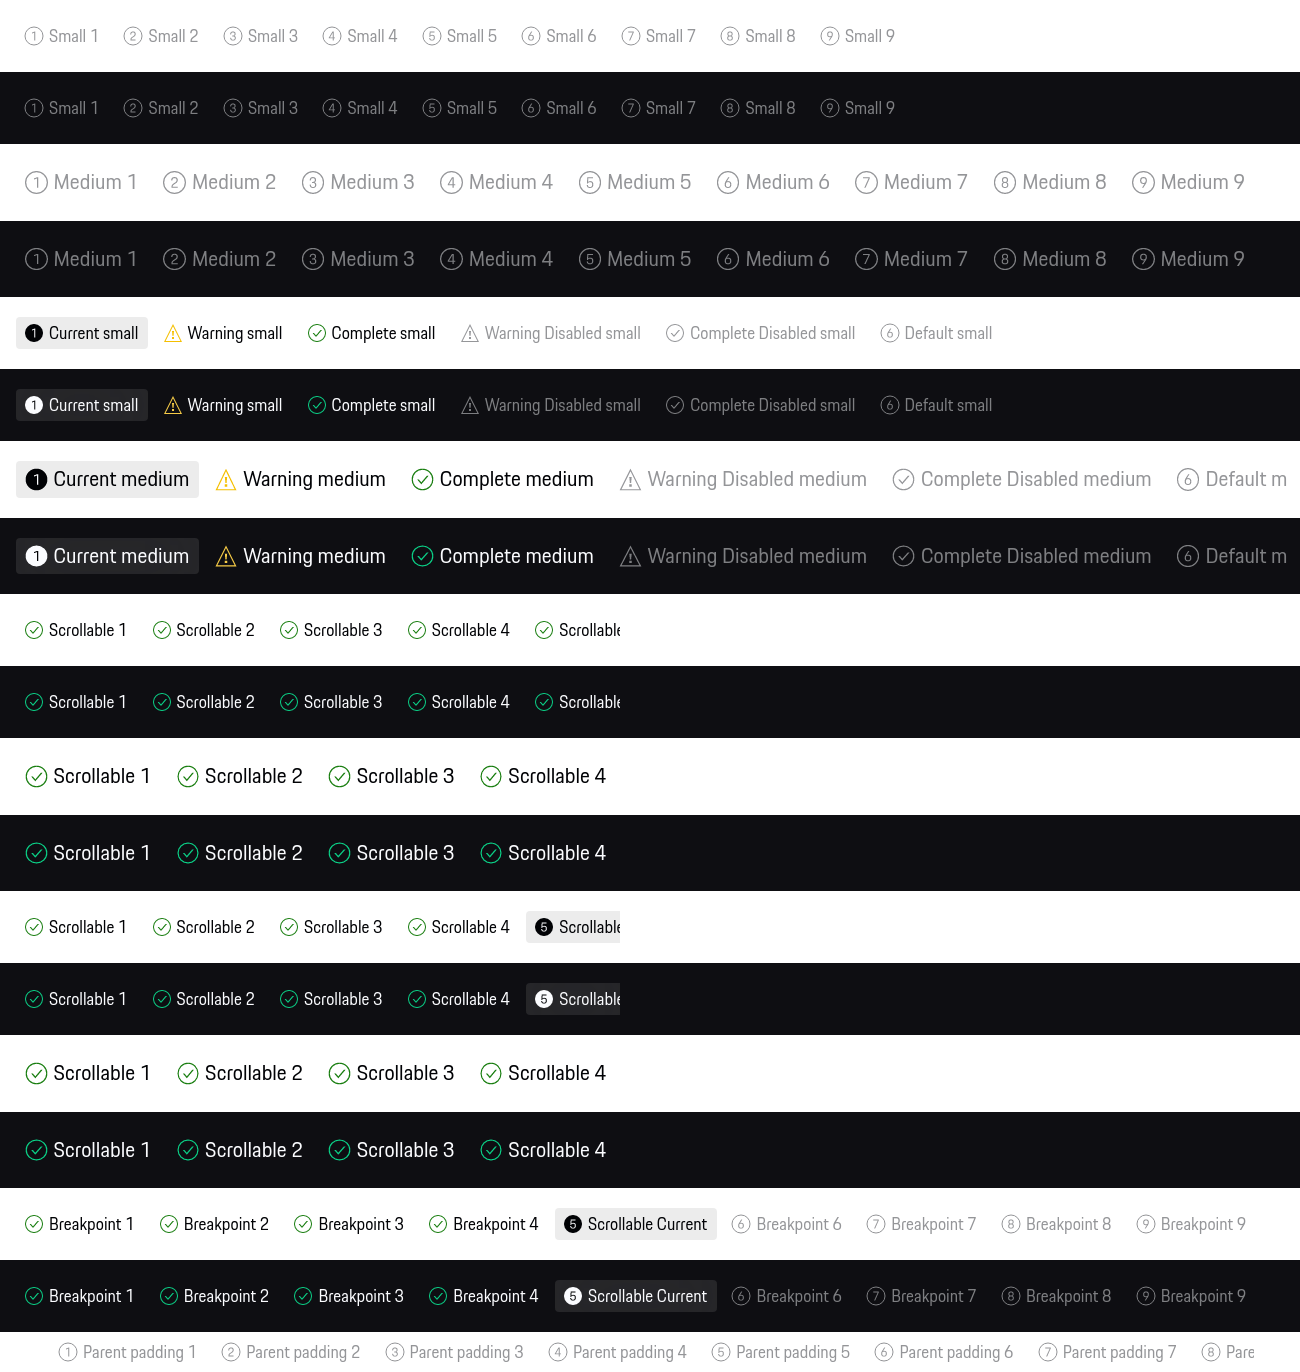 1 Small 1 2 Small 2 3 Small 3 4 Small 4 5 Small 5 6 Small 6 7 Small 7 8 Small 8 9 Small 9
1 Small 1 2 Small 2 3 Small 3 4 Small 4 5 Small 5 6 Small 6 7 Small 7 8 Small 8 9 Small 9
1 Medium 1 2 Medium 2 3 Medium 3 4 Medium 4 5 Medium 5 6 Medium 6 7 Medium 7 8 Medium 8 9 Medium 9
1 Medium 1 2 Medium 2 3 Medium 3 4 Medium 4 5 Medium 5 6 Medium 6 7 Medium 7 8 Medium 8 9 Medium 9
1 Current small Warning small Complete small Warning Disabled small Complete Disabled small 6 Default small
1 Current small Warning small Complete small Warning Disabled small Complete Disabled small 6 Default small
1 Current medium Warning medium Complete medium Warning Disabled medium Complete Disabled medium 6 Default m
1 Current medium Warning medium Complete medium Warning Disabled medium Complete Disabled medium 6 Default m
Scrollable 1 Scrollable 2 Scrollable 3 Scrollable 4 Scrollable
Scrollable 1 Scrollable 2 Scrollable 3 Scrollable 4 Scrollable
Scrollable 1 Scrollable 2 Scrollable 3 Scrollable 4
Scrollable 1 Scrollable 2 Scrollable 3 Scrollable 4
Scrollable 1 Scrollable 2 Scrollable 3 Scrollable 4 5 Scrollable
Scrollable 1 Scrollable 2 Scrollable 3 Scrollable 4 5 Scrollable
Scrollable 1 Scrollable 2 Scrollable 3 Scrollable 4
Scrollable 1 Scrollable 2 Scrollable 3 Scrollable 4
Breakpoint 1 Breakpoint 2 Breakpoint 3 Breakpoint 4 5 Scrollable Current 6 Breakpoint 6 7 Breakpoint 7 8 Breakpoint 8 9 Breakpoint 9
Breakpoint 1 Breakpoint 2 Breakpoint 3 Breakpoint 4 5 Scrollable Current 6 Breakpoint 6 7 Breakpoint 7 8 Breakpoint 8 9 Breakpoint 9
1 Parent padding 1 2 Parent padding 2 3 Parent padding 3 4 Parent padding 4 5 Parent padding 5 6 Parent padding 6 7 Parent padding 7 8 Pare